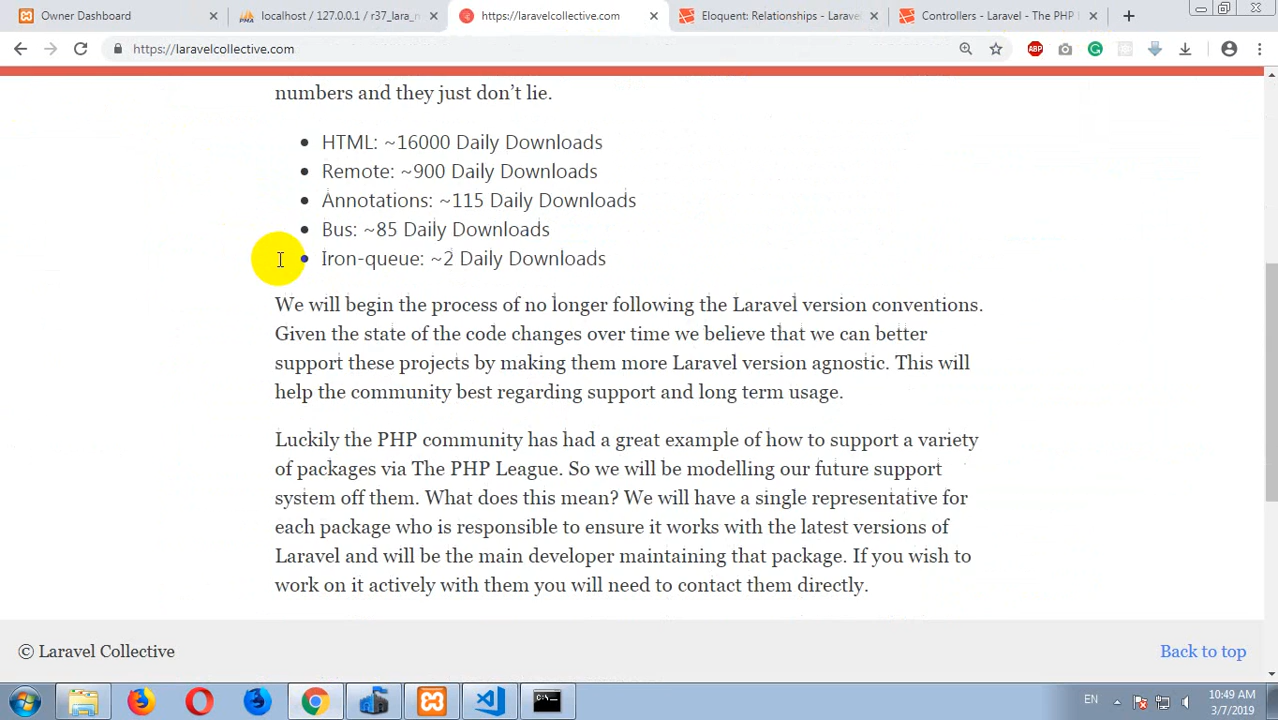 Owner Dashboard
localhost / 127.0.0.1 / r37_lara_r
https://laravelcollective.com
Eloquent: Relationships - Laravel
Controllers - Laravel - The PHP
https://laravelcollective.com
ABP
numbers and they just don't lie.
HTML: ~16000 Daily Downloads
Remote: ~900 Daily Downloads
Annotations: ~115 Daily Downloads
Bus: ~85 Daily Downloads
Iron-queue: ~2 Daily Downloads
We will begin the process of no longer following the Laravel version conventions.
Given the state of the code changes over time we believe that we can better
support these projects by making them more Laravel version agnostic. This will
help the community best regarding support and long term usage.
Luckily the PHP community has had a great example of how to support a variety
of packages via The PHP League. So we will be modelling our future support
system off them. What does this mean? We will have a single representative for
each package who is responsible to ensure it works with the latest versions of
Laravel and will be the main developer maintaining that package. If you wish to
work on it actively with them you will need to contact them directly.
© Laravel Collective
Back to top
EN
10:49 AM
3/7/2019